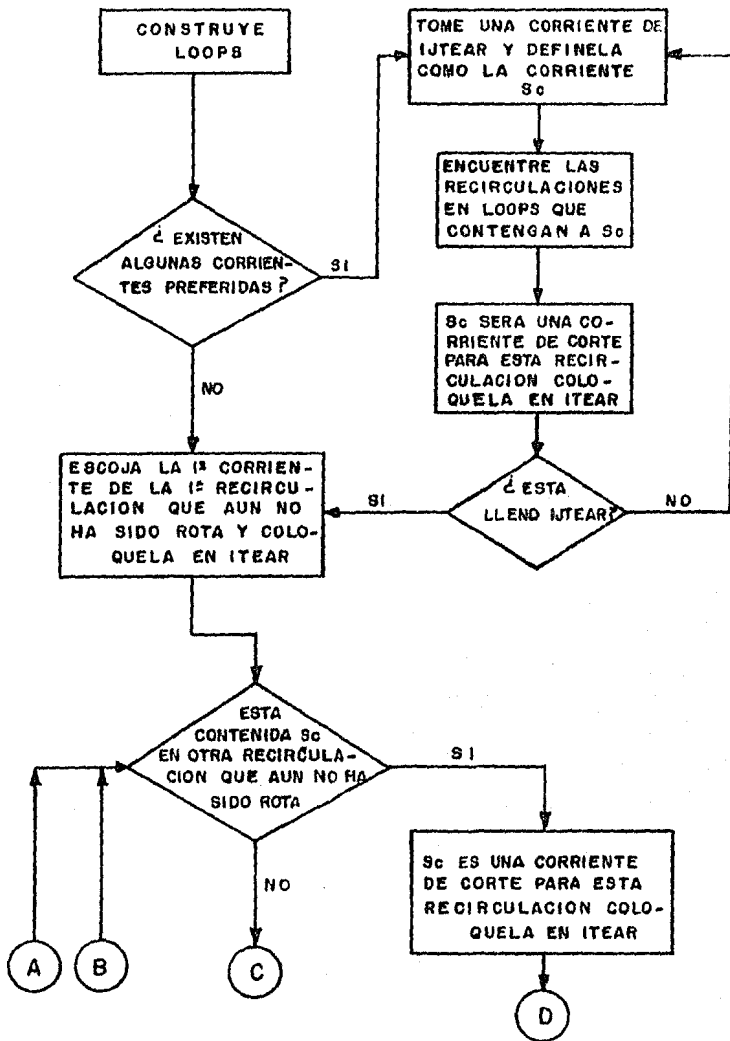 CONSTRUYE
LOOPS
TOME UNA CORRIENTE DE
IJTEAR Y DEFINELA
COMO LA CORRIENTE
Sc
ENCUENTRE LAS
RECIRCULACIONES
EN LOOPS QUE
CONTENGAN A Sc
¿ EXISTEN
ALGUNAS CORRIEN-
TES PREFERIDAS?
SI
NO
Sc SERA UNA CO-
RRIENTE DE CORTE
PARA ESTA RECIR-
CULACION COLO-
QUELA EN ITEAR
¿ ESTA
LLENO IJTEAR?
SI
NO
ESCOJA LA 1ª CORRIEN-
TE DE LA 1ª RECIRCU-
LACION QUE AUN NO
HA SIDO ROTA Y COLO-
QUELA EN ITEAR
ESTA
CONTENIDA Sc
EN OTRA RECIRCULA-
CION QUE AUN NO HA
SIDO ROTA
SI
NO
Sc ES UNA CORRIENTE
DE CORTE PARA ESTA
RECIRCULACION COLO-
QUELA EN ITEAR
A
B
C
D